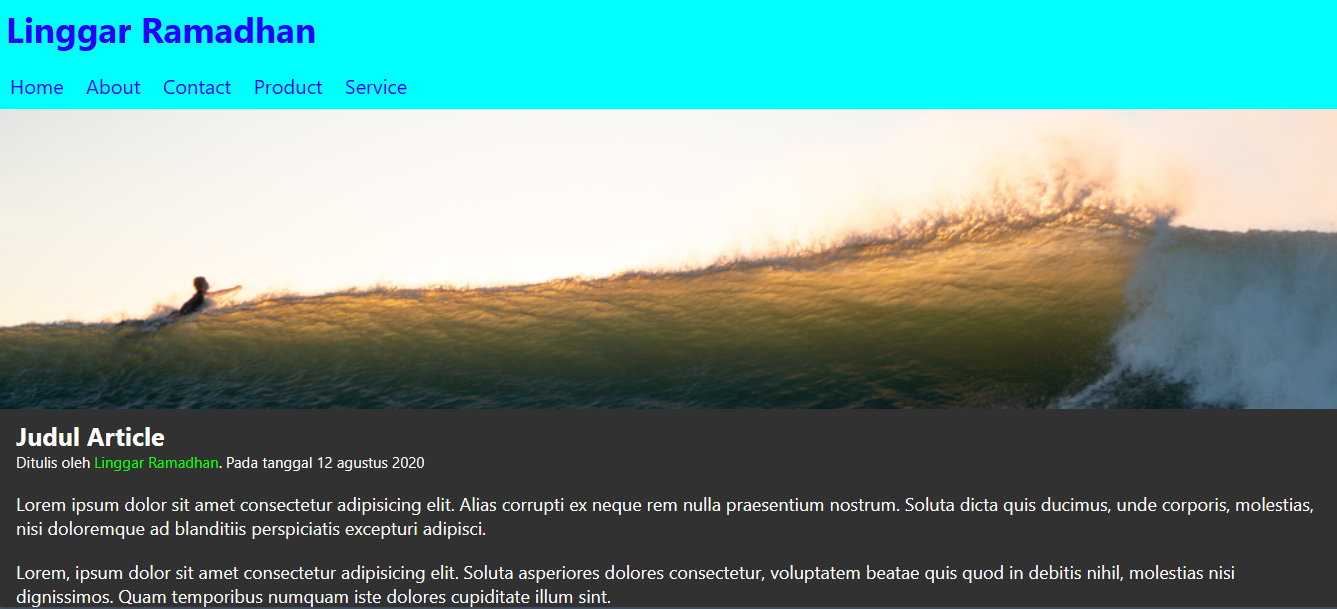 Linggar Ramadhan
Home About Contact Product Service
Judul Article
Ditulis oleh Linggar Ramadhan. Pada tanggal 12 agustus 2020
Lorem ipsum dolor sit amet consectetur adipisicing elit. Alias corrupti ex neque rem nulla praesentium nostrum. Soluta dicta quis ducimus, unde corporis, molestias,
nisi doloremque ad blanditiis perspiciatis excepturi adipisci.
Lorem, ipsum dolor sit amet consectetur adipisicing elit. Soluta asperiores dolores consectetur, voluptatem beatae quis quod in debitis nihil, molestias nisi
dignissimos. Quam temporibus numquam iste dolores cupiditate illum sint.